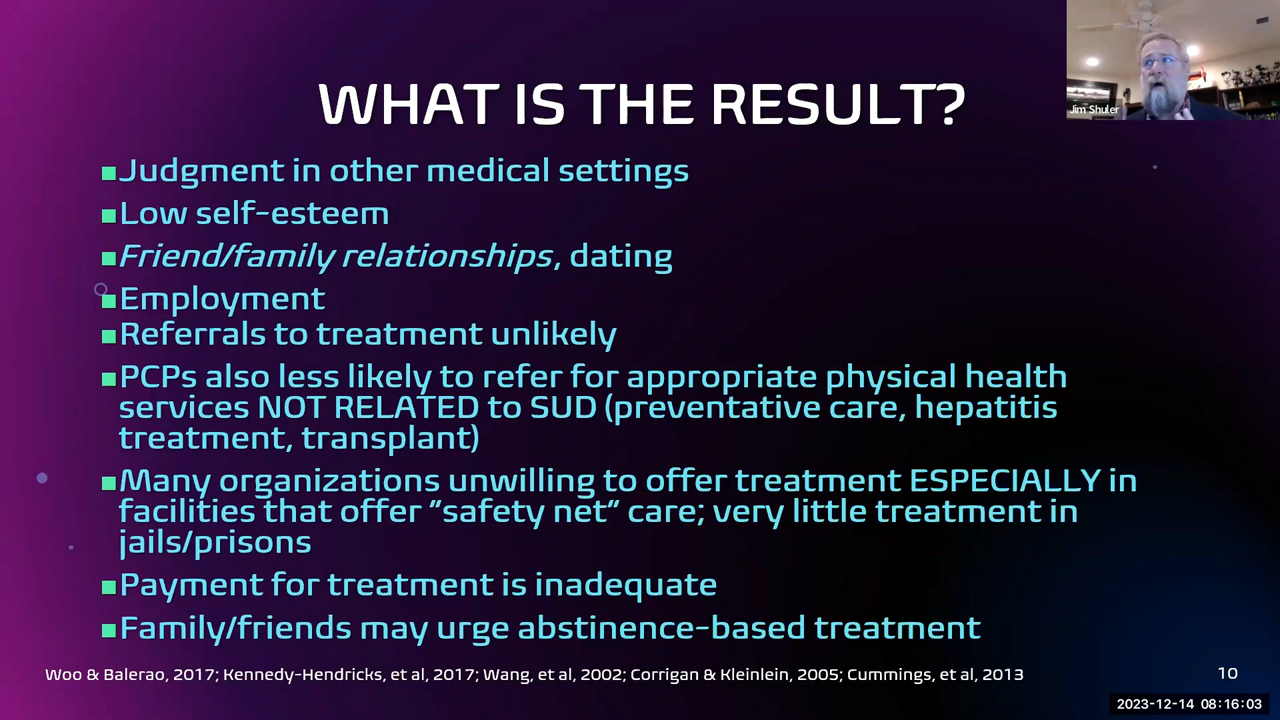 WHAT IS THE RESULT?
Jim Shuler
▪Judgment in other medical settings
▪Low self-esteem
▪Friend/family relationships, dating
▪Employment
▪Referrals to treatment unlikely
▪PCPs also less likely to refer for appropriate physical health
services NOT RELATED to SUD (preventative care, hepatitis
treatment, transplant)
▪Many organizations unwilling to offer treatment ESPECIALLY in
facilities that offer "safety net" care; very little treatment in
jails/prisons
▪Payment for treatment is inadequate
▪Family/friends may urge abstinence-based treatment
Woo & Balerao, 2017; Kennedy-Hendricks, et al, 2017; Wang, et al, 2002; Corrigan & Kleinlein, 2005; Cummings, et al, 2013
10
2023-12-14 08:16:03